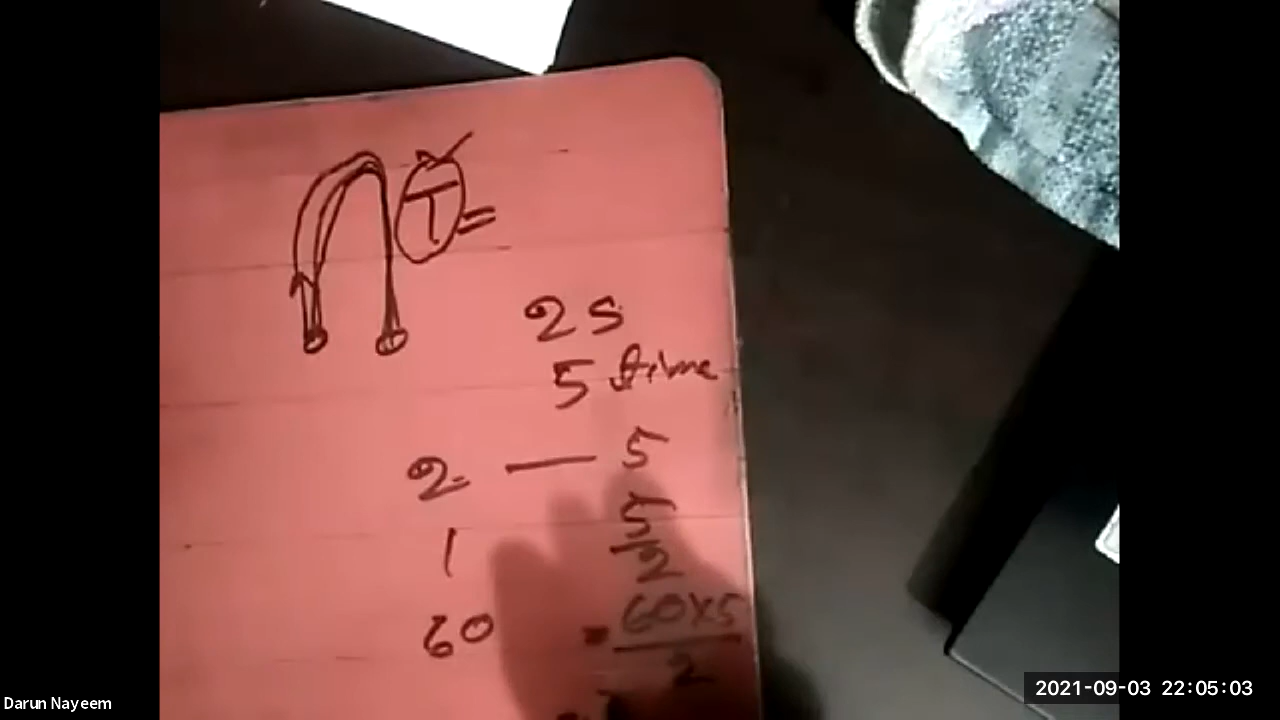 T =
2 s
5 time
2 — 5
1 5/2
60 = 60×5/2
Darun Nayeem
2021-09-03 22:05:03